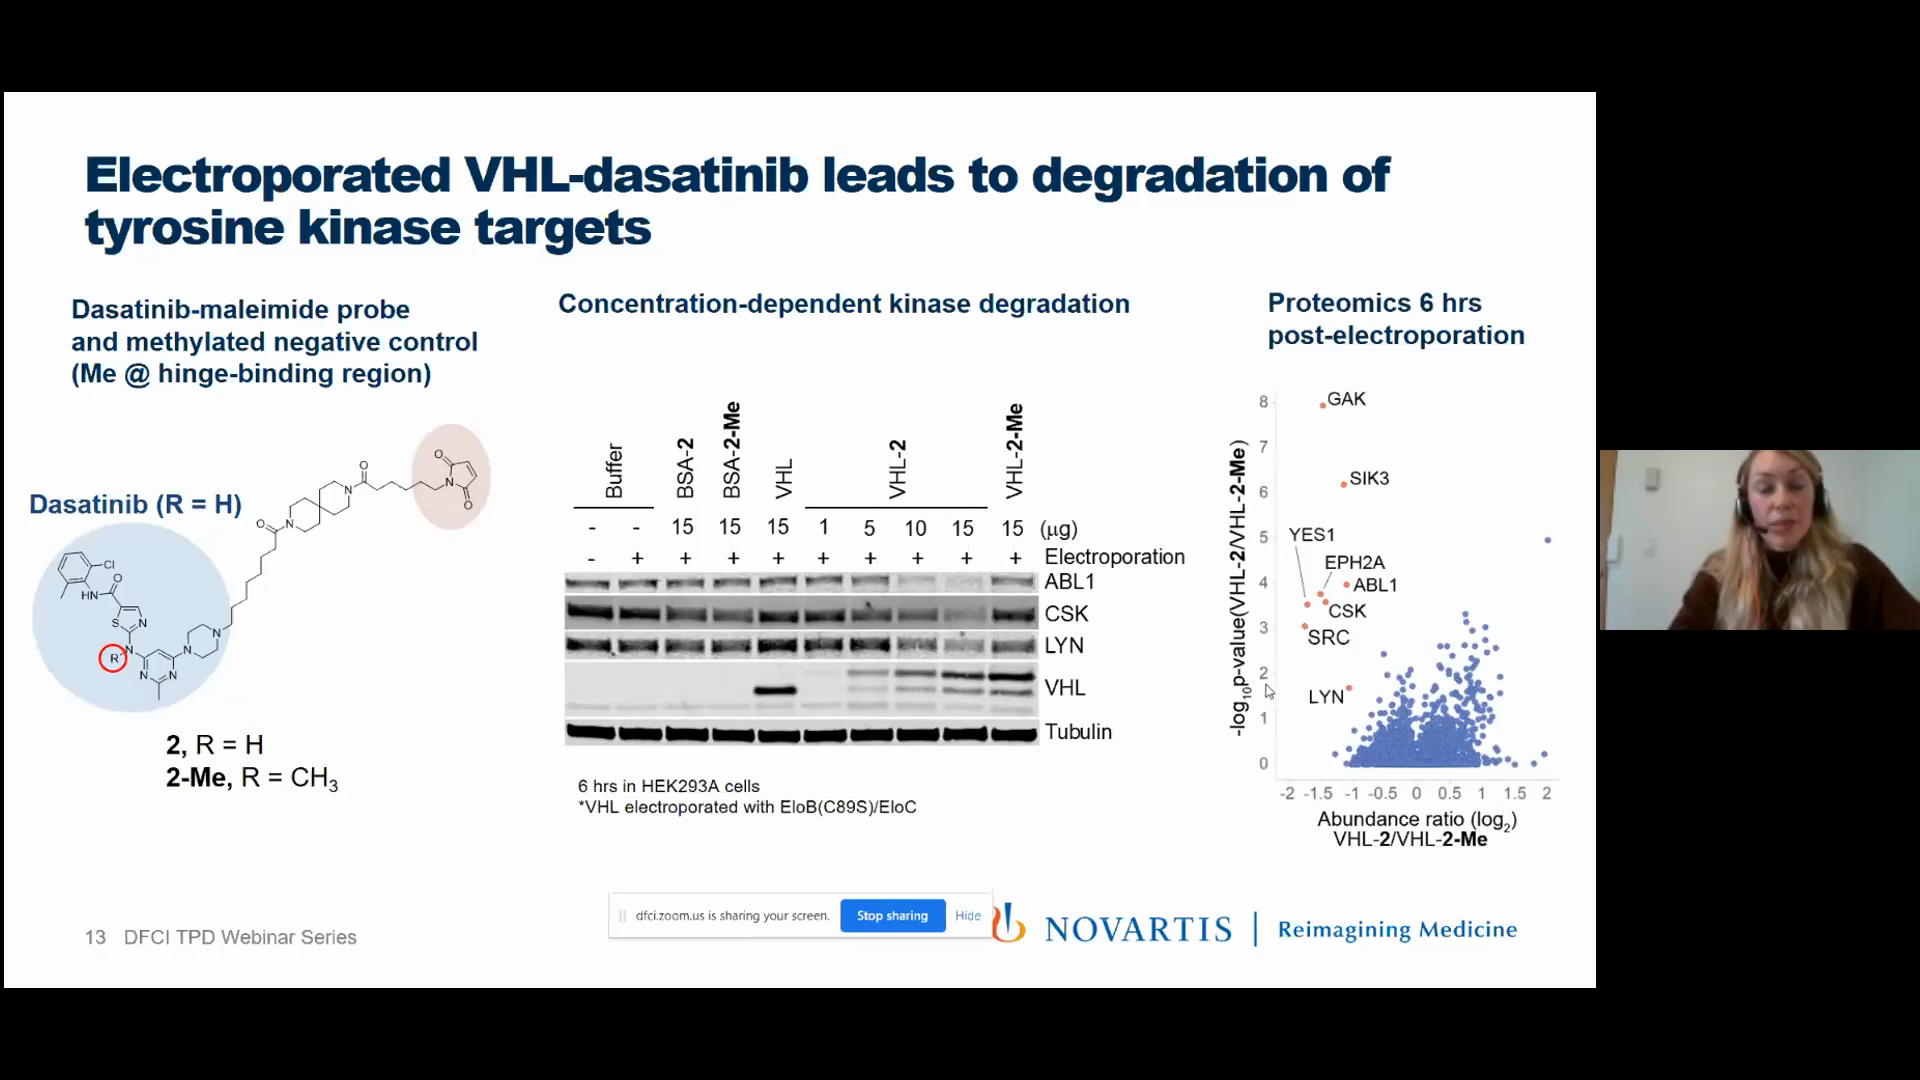 Electroporated VHL-dasatinib leads to degradation of
tyrosine kinase targets
Dasatinib-maleimide probe
and methylated negative control
(Me @ hinge-binding region)
Dasatinib (R = H)
O
N
O
O
N
O
N
O
Cl
O
HN
S
N
N
R
N
N
N
N
2, R = H
2-Me, R = CH3
Concentration-dependent kinase degradation
Buffer
BSA-2
BSA-2-Me
VHL
VHL-2
VHL-2-Me
- - 15 15 15 1 5 10 15 15 (µg)
- + + + + + + + + + Electroporation
ABL1
CSK
LYN
VHL
Tubulin
6 hrs in HEK293A cells
*VHL electroporated with EloB(C89S)/EloC
Proteomics 6 hrs
post-electroporation
-log10p-value(VHL-2/VHL-2-Me)
8
7
6
5
4
3
2
1
0
GAK
SIK3
YES1
EPH2A
ABL1
CSK
SRC
LYN
-2 -1.5 -1 -0.5 0 0.5 1 1.5 2
Abundance ratio (log2)
VHL-2/VHL-2-Me
dfci.zoom.us is sharing your screen. Stop sharing Hide
13 DFCI TPD Webinar Series
NOVARTIS | Reimagining Medicine